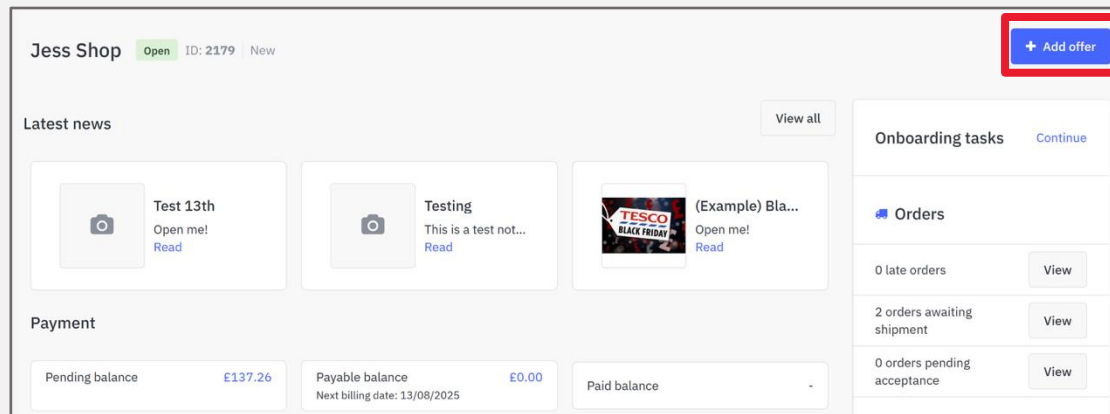 Jess Shop Open ID: 2179 New
+ Add offer
Latest news
View all
Test 13th
Open me!
Read
Testing
This is a test not...
Read
TESCO
BLACK FRIDAY
(Example) Bla...
Open me!
Read
Payment
Pending balance £137.26
Payable balance £0.00
Next billing date: 13/08/2025
Paid balance -
Onboarding tasks Continue
Orders
0 late orders View
2 orders awaiting
shipment
View
0 orders pending
acceptance
View